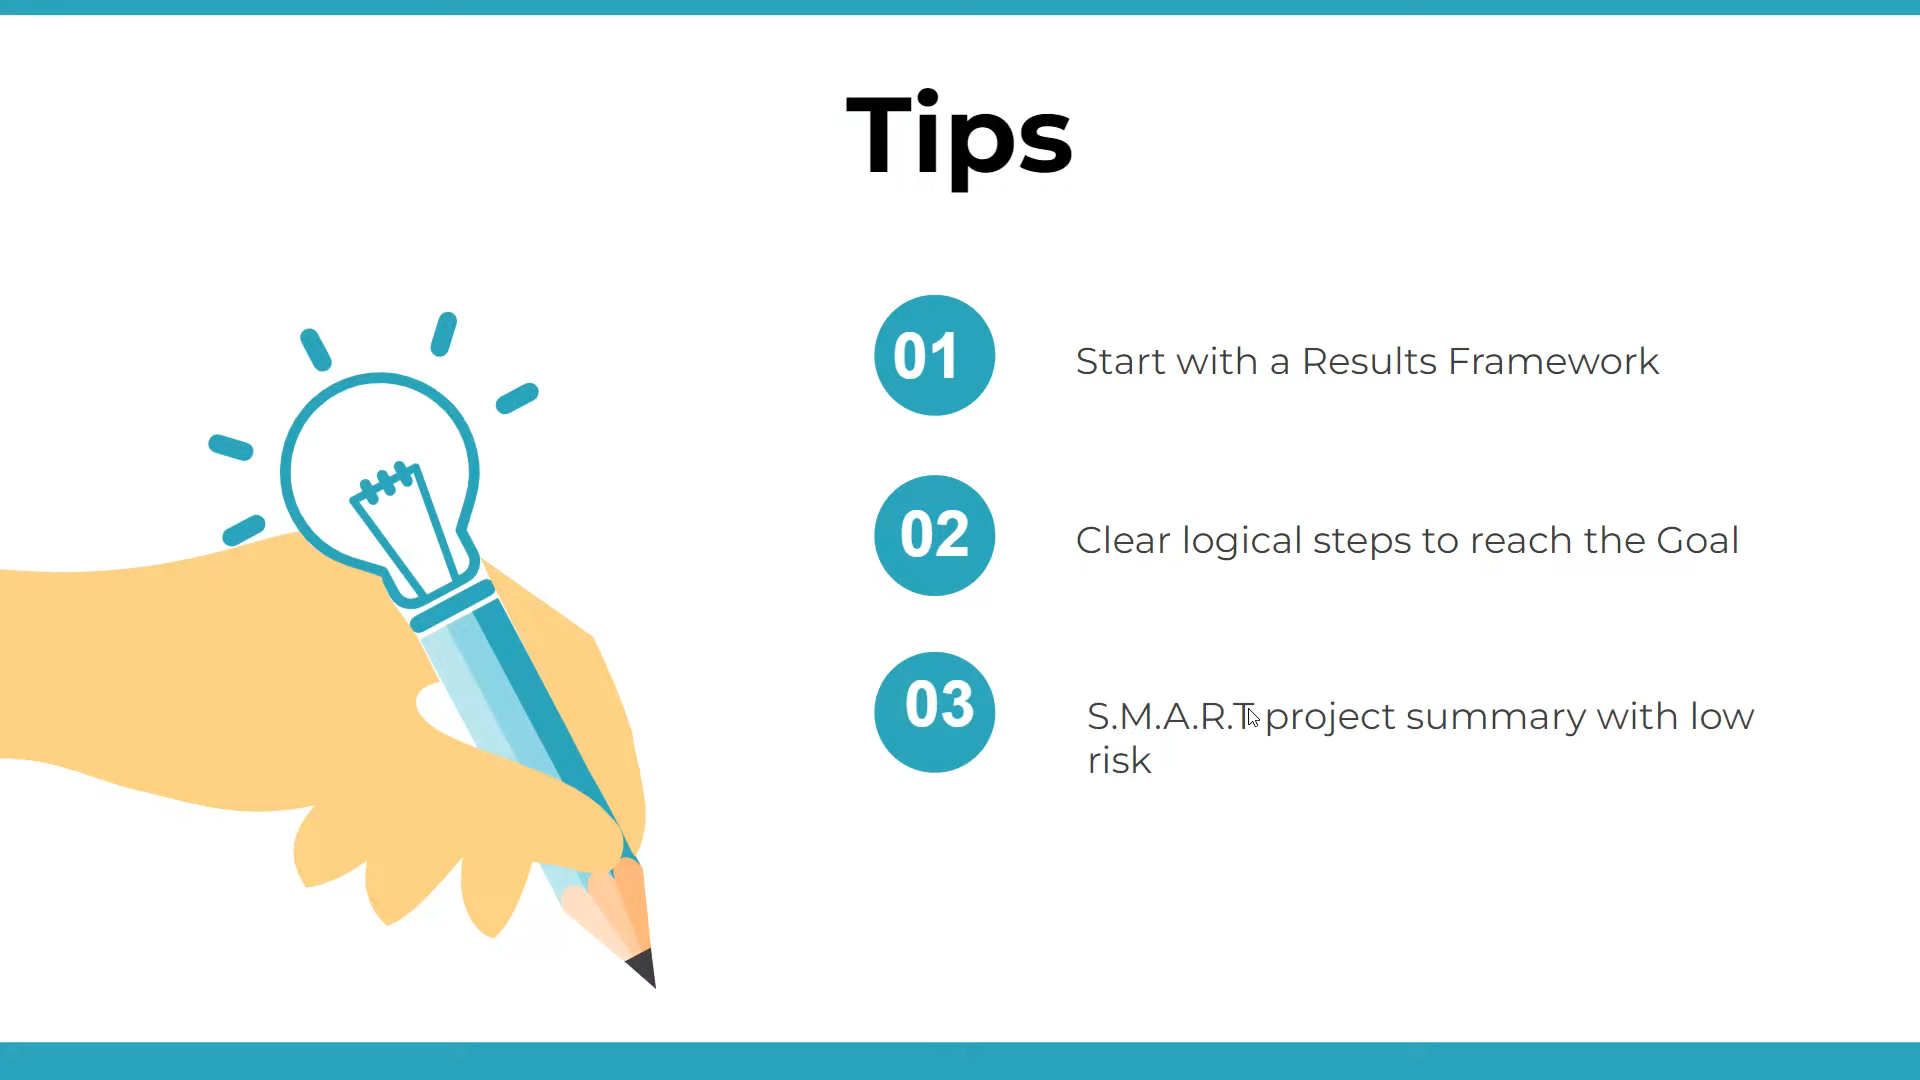 Tips
01 Start with a Results Framework
02 Clear logical steps to reach the Goal
03 S.M.A.R.T project summary with low
risk